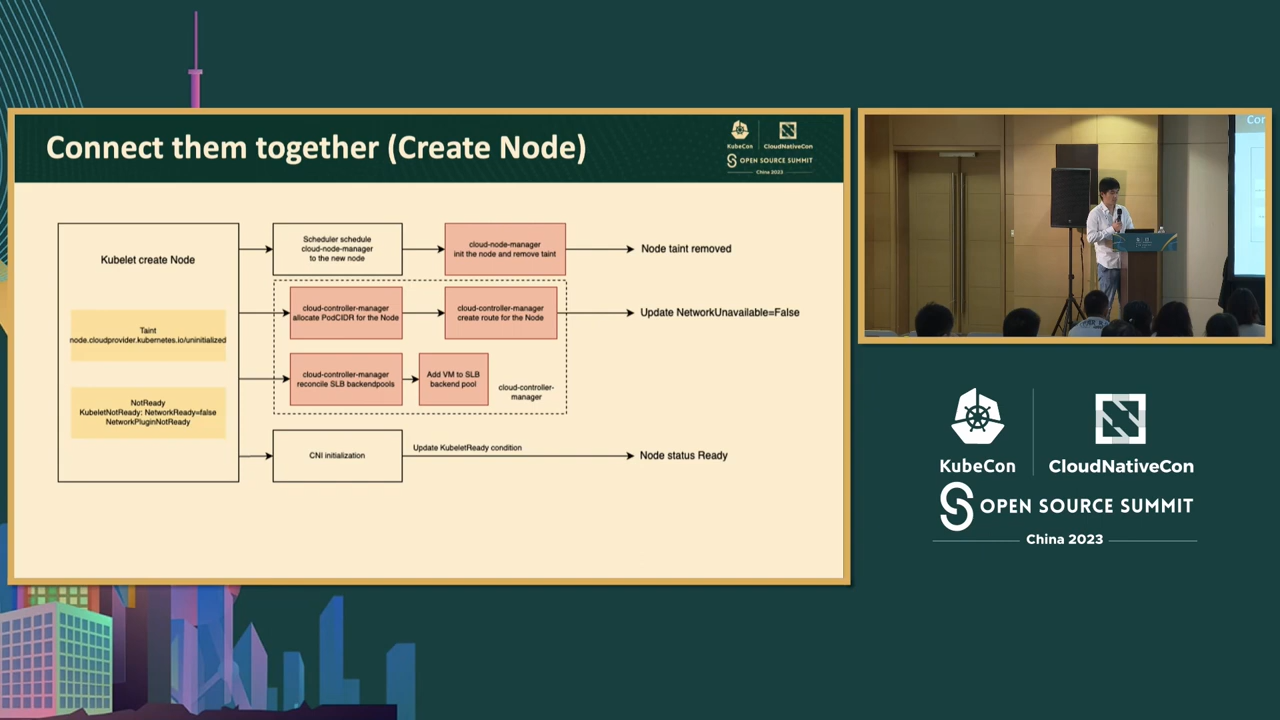 Connect them together (Create Node)
KubeCon
CloudNativeCon
OPEN SOURCE SUMMIT
China 2023
Kubelet create Node
Taint
node.cloudprovider.kubernetes.io/uninitialized
NotReady
KubeletNotReady: NetworkReady=false
NetworkPluginNotReady
Scheduler schedule
cloud-node-manager
to the new node
cloud-node-manager
init the node and remove taint
Node taint removed
cloud-controller-manager
allocate PodCIDR for the Node
cloud-controller-manager
create route for the Node
Update NetworkUnavailable=False
cloud-controller-manager
reconcile SLB backendpools
Add VM to SLB
backend pool
cloud-controller-
manager
CNI initialization
Update KubeletReady condition
Node status Ready
Cor
KubeCon
CloudNativeCon
OPEN SOURCE SUMMIT
China 2023